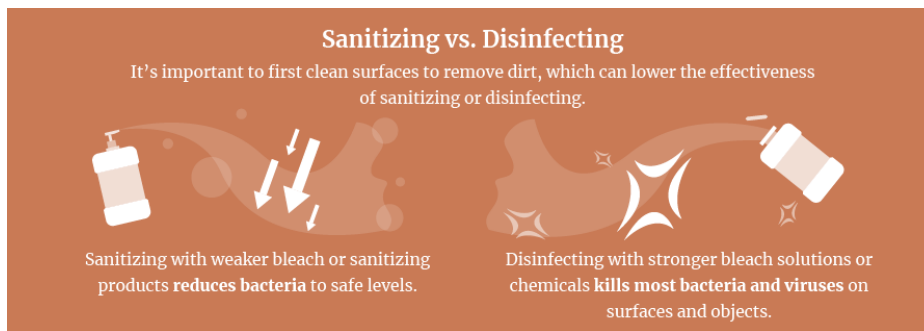 Sanitizing vs. Disinfecting
It's important to first clean surfaces to remove dirt, which can lower the effectiveness
of sanitizing or disinfecting.
Sanitizing with weaker bleach or sanitizing
products reduces bacteria to safe levels.
Disinfecting with stronger bleach solutions or
chemicals kills most bacteria and viruses on
surfaces and objects.